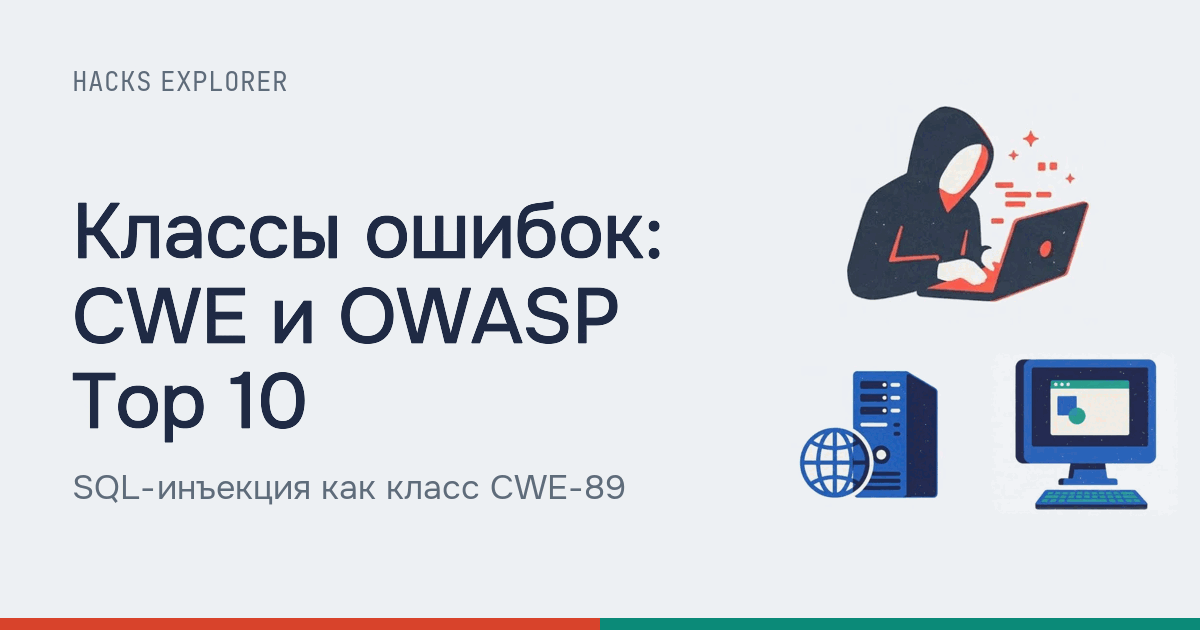 HACKS EXPLORER
Классы ошибок:
CWE и OWASP
Top 10
SQL-инъекция как класс CWE-89